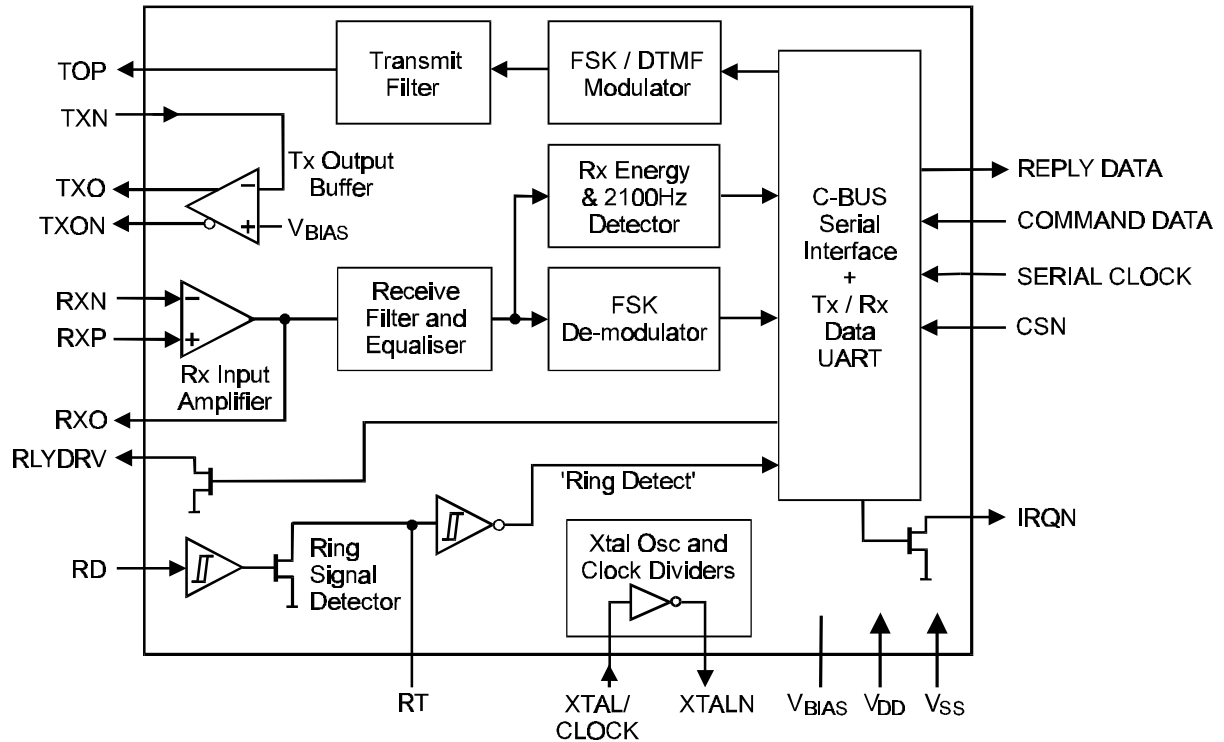 TOP
Transmit
Filter
FSK / DTMF
Modulator
TXN
Tx Output
Buffer
TXO
TXON
−
+
VBIAS
Rx Energy
& 2100Hz
Detector
C-BUS
Serial
Interface
+
Tx / Rx
Data
UART
REPLY DATA
COMMAND DATA
SERIAL CLOCK
CSN
RXN
RXP
−
+
Rx Input
Amplifier
Receive
Filter and
Equaliser
FSK
De-modulator
RXO
RLYDRV
'Ring Detect'
IRQN
RD
Ring
Signal
Detector
Xtal Osc and
Clock Dividers
RT
XTAL/
CLOCK
XTALN
VBIAS
VDD
VSS